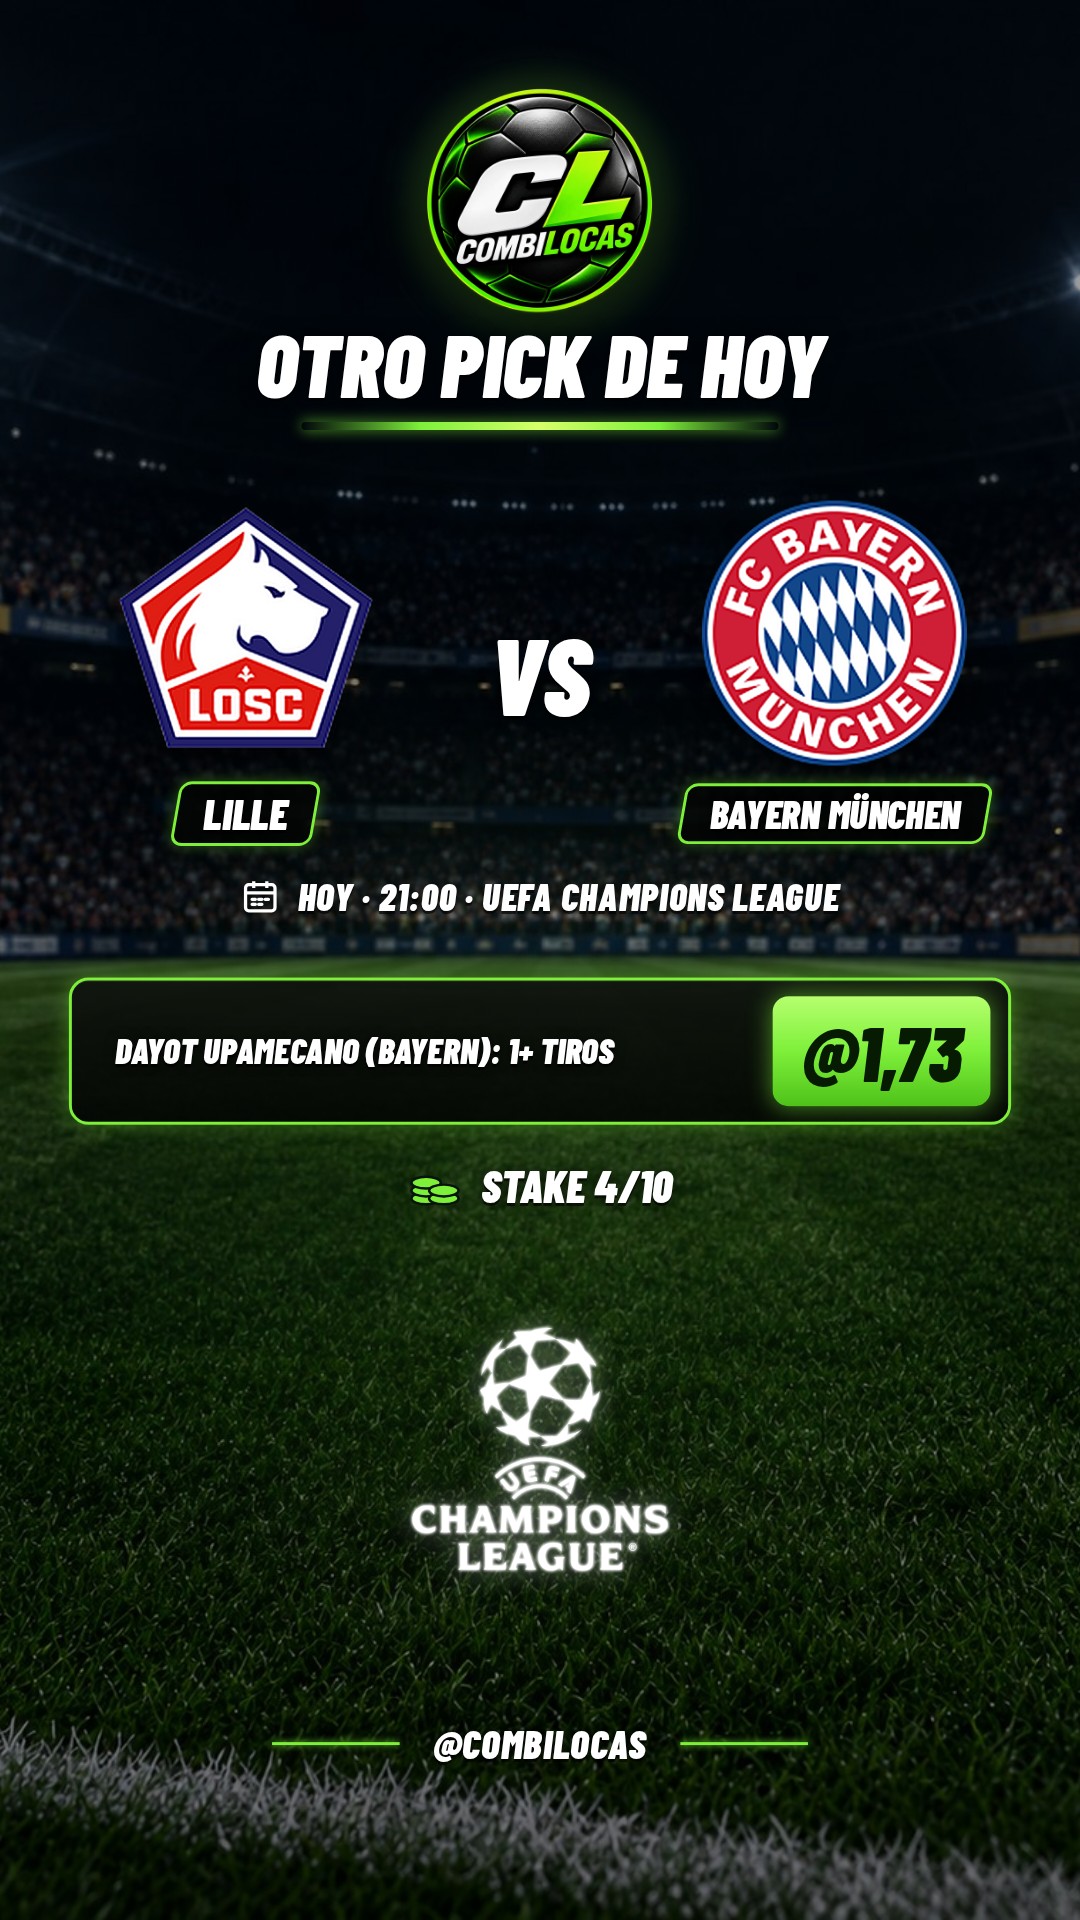 CL
COMBILOCAS
OTRO PICK DE HOY
LOSC
FC BAYERN
MÜNCHEN
VS
LILLE
BAYERN MÜNCHEN
HOY · 21:00 · UEFA CHAMPIONS LEAGUE
DAYOT UPAMECANO (BAYERN): 1+ TIROS
@1,73
STAKE 4/10
UEFA
CHAMPIONS
LEAGUE®
@COMBILOCAS